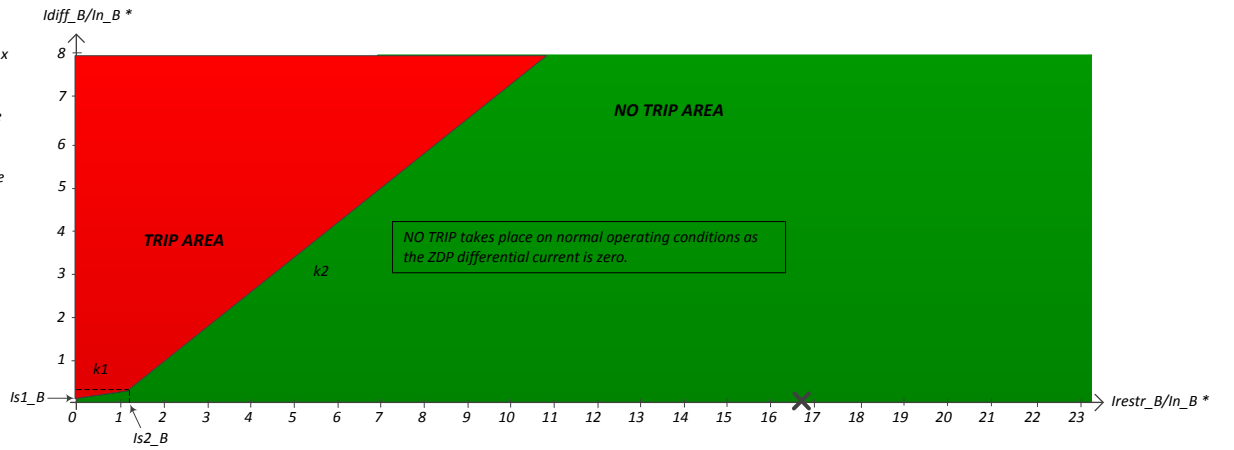 Idiff_B/In_B *
x
8
7
6
e
5
NO TRIP AREA
4
TRIP AREA
NO TRIP takes place on normal operating conditions as
the ZDP differential current is zero.
3
k2
2
1
k1
Is1_B
0 1 2 3 4 5 6 7 8 9 10 11 12 13 14 15 16 17 18 19 20 21 22 23
Irestr_B/In_B *
Is2_B